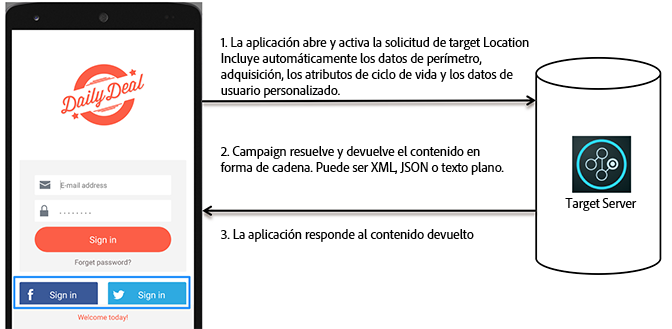 DailyDeal
E-mail address
Sign in
Forget password?
f Sign in
Sign in
Welcome today!
1. La aplicación abre y activa la solicitud de target Location
Incluye automáticamente los datos de perímetro,
adquisición, los atributos de ciclo de vida y los datos de
usuario personalizado.
2. Campaign resuelve y devuelve el contenido en
forma de cadena. Puede ser XML, JSON o texto plano.
3. La aplicación responde al contenido devuelto
Target Server